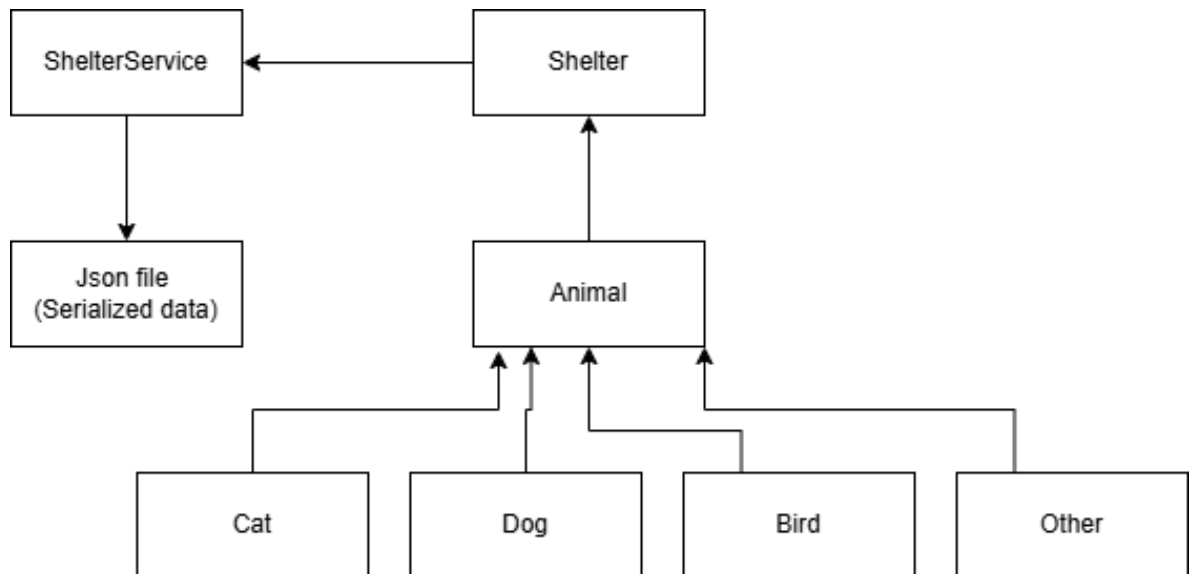 ShelterService
Shelter
Json file
(Serialized data)
Animal
Cat
Dog
Bird
Other